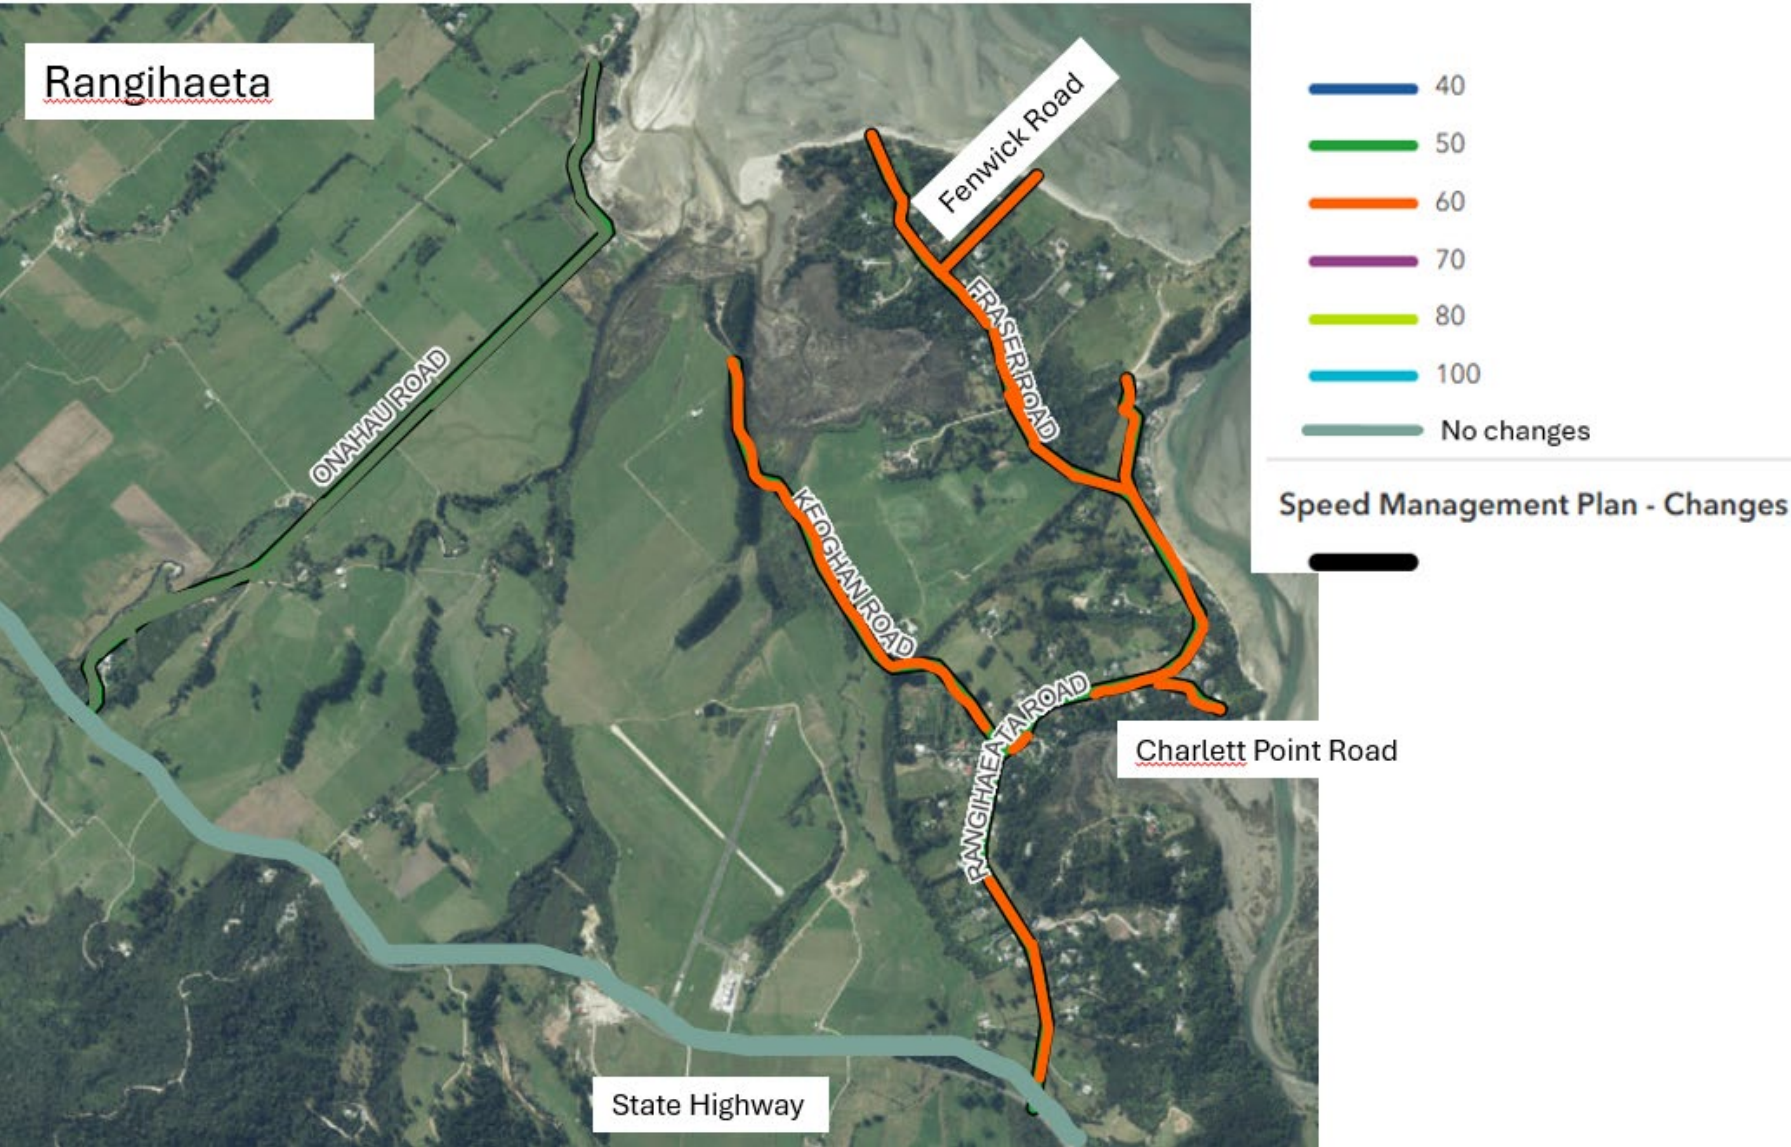 Rangihaeta
Fenwick Road
FRASER ROAD
ONAHAU ROAD
KEOGHAN ROAD
RANGIHAEATA ROAD
Charlett Point Road
State Highway
40
50
60
70
80
100
No changes
Speed Management Plan - Changes